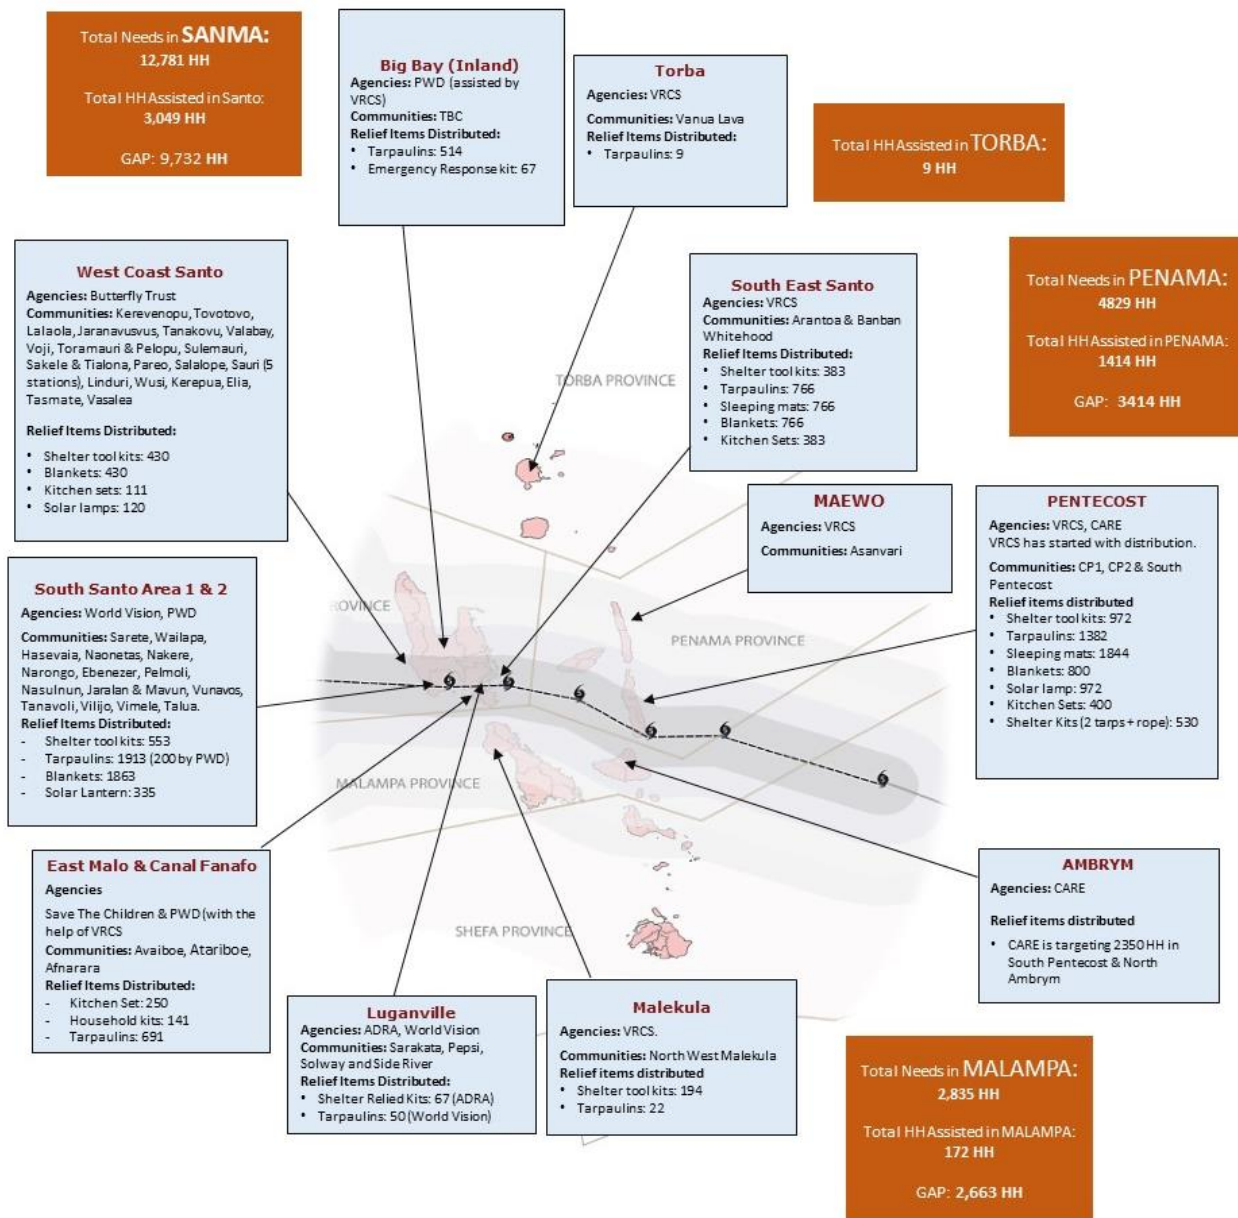 Total Needs in SANMA:
12,781 HH
Total HH Assisted in Santo:
3,049 HH
GAP: 9,732 HH
Big Bay (Inland)
Agencies: PWD (assisted by
VRCS)
Communities: TBC
Relief Items Distributed:
• Tarpaulins: 514
• Emergency Response kit: 67
Torba
Agencies: VRCS
Communities: Vanua Lava
Relief Items Distributed:
• Tarpaulins: 9
Total HH Assisted in TORBA:
9 HH
West Coast Santo
Agencies: Butterfly Trust
Communities: Kerevenopu, Tovotovo,
Lalaola, Jaranavusvus, Tanakovu, Valabay,
Voji, Toramauri & Pelopu, Sulemauri,
Sakele & Tialona, Pareo, Salalope, Sauri (5
stations), Linduri, Wusi, Kerepua, Elia,
Tasmate, Vasalea
Relief Items Distributed:
• Shelter tool kits: 430
• Blankets: 430
• Kitchen sets: 111
• Solar lamps: 120
South East Santo
Agencies: VRCS
Communities: Arantoa & Banban
Whitehood
Relief Items Distributed:
• Shelter tool kits: 383
• Tarpaulins: 766
• Sleeping mats: 766
• Blankets: 766
• Kitchen Sets: 383
Total Needs in PENAMA:
4829 HH
Total HH Assisted in PENAMA:
1414 HH
GAP: 3414 HH
TORBA PROVINCE
MAEWO
Agencies: VRCS
Communities: Asanvari
PENTECOST
Agencies: VRCS, CARE
VRCS has started with distribution.
Communities: CP1, CP2 & South
Pentecost
Relief items distributed
• Shelter tool kits: 972
• Tarpaulins: 1382
• Sleeping mats: 1844
• Blankets: 800
• Solar lamp: 972
• Kitchen Sets: 400
• Shelter Kits (2 tarps + rope): 530
South Santo Area 1 & 2
Agencies: World Vision, PWD
Communities: Sarete, Wailapa,
Hasevaia, Naonetas, Nakere,
Narongo, Ebenezer, Pelmoli,
Nasulnun, Jaralan & Mavun, Vunavos,
Tanavoli, Vilijo, Vimele, Talua.
Relief Items Distributed:
- Shelter tool kits: 553
- Tarpaulins: 1913 (200 by PWD)
- Blankets: 1863
- Solar Lantern: 335
ROVINCE
PENAMA PROVINCE
MALAMPA PROVINCE
SHEFA PROVINCE
East Malo & Canal Fanafo
Agencies
Save The Children & PWD (with the
help of VRCS
Communities: Avaiboe, Atariboe,
Afnarara
Relief Items Distributed:
- Kitchen Set: 250
- Household kits: 141
- Tarpaulins: 691
Luganville
Agencies: ADRA, World Vision
Communities: Sarakata, Pepsi,
Solway and Side River
Relief Items Distributed:
• Shelter Relied Kits: 67 (ADRA)
• Tarpaulins: 50 (World Vision)
Malekula
Agencies: VRCS.
Communities: North West Malekula
Relief items distributed
• Shelter tool kits: 194
• Tarpaulins: 22
AMBRYM
Agencies: CARE
Relief items distributed
• CARE is targeting 2350 HH in
South Pentecost & North
Ambrym
Total Needs in MALAMPA:
2,835 HH
Total HH Assisted in MALAMPA:
172 HH
GAP: 2,663 HH